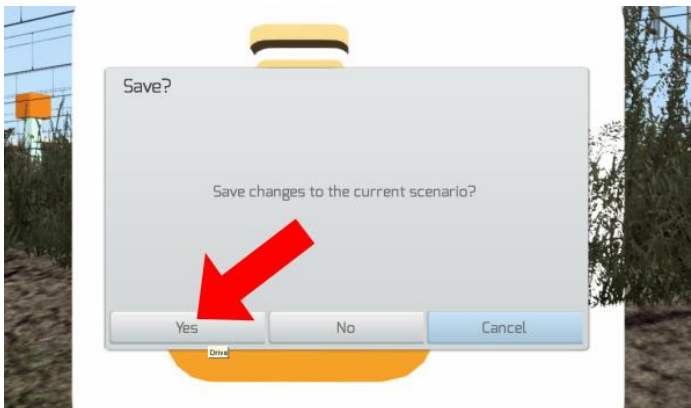 Save?
Save changes to the current scenario?
Yes
No
Cancel
Drive